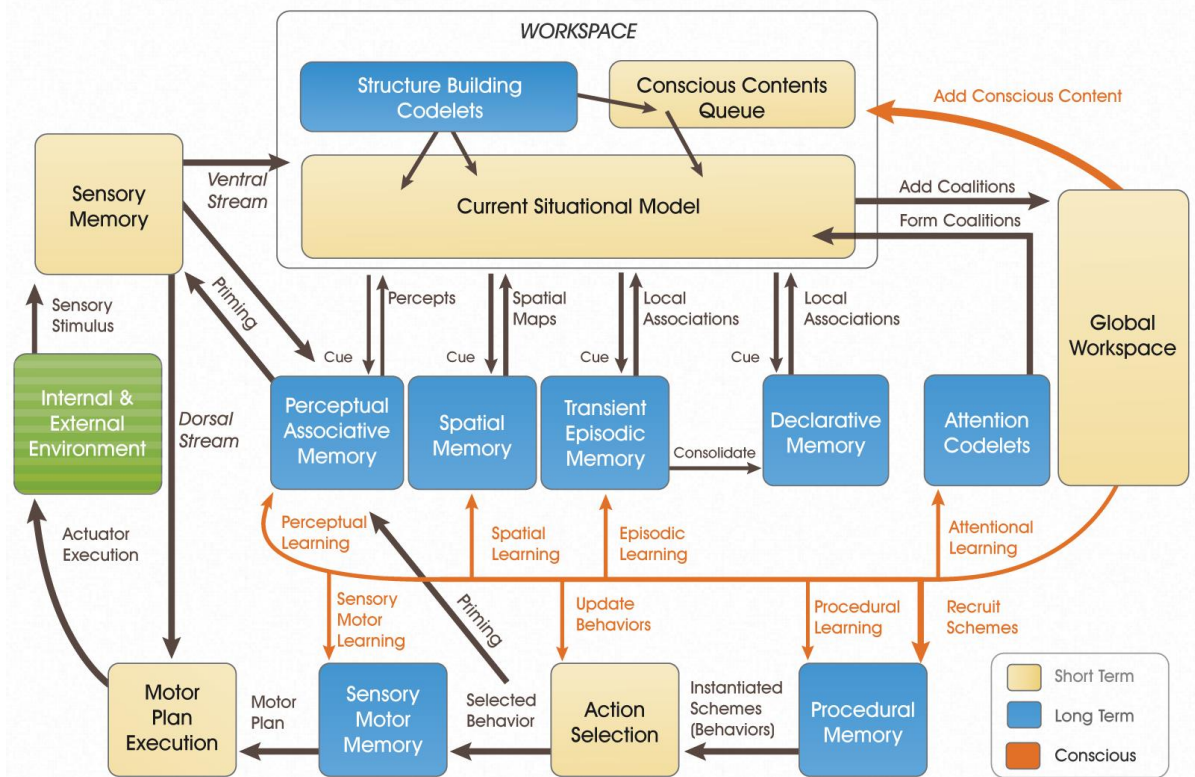 WORKSPACE
Structure Building
Codelets
Conscious Contents
Queue
Add Conscious Content
Sensory
Memory
Ventral
Stream
Current Situational Model
Add Coalitions
Form Coalitions
Global
Workspace
Sensory
Stimulus
Priming
Cue
Percepts
Cue
Spatial
Maps
Cue
Local
Associations
Cue
Local
Associations
Internal &
External
Environment
Dorsal
Stream
Perceptual
Associative
Memory
Spatial
Memory
Transient
Episodic
Memory
Consolidate
Declarative
Memory
Attention
Codelets
Actuator
Execution
Perceptual
Learning
Spatial
Learning
Episodic
Learning
Attentional
Learning
Sensory
Motor
Learning
Priming
Update
Behaviors
Procedural
Learning
Recruit
Schemes
Motor
Plan
Execution
Motor
Plan
Sensory
Motor
Memory
Selected
Behavior
Action
Selection
Instantiated
Schemes
(Behaviors)
Procedural
Memory
Short Term
Long Term
Conscious